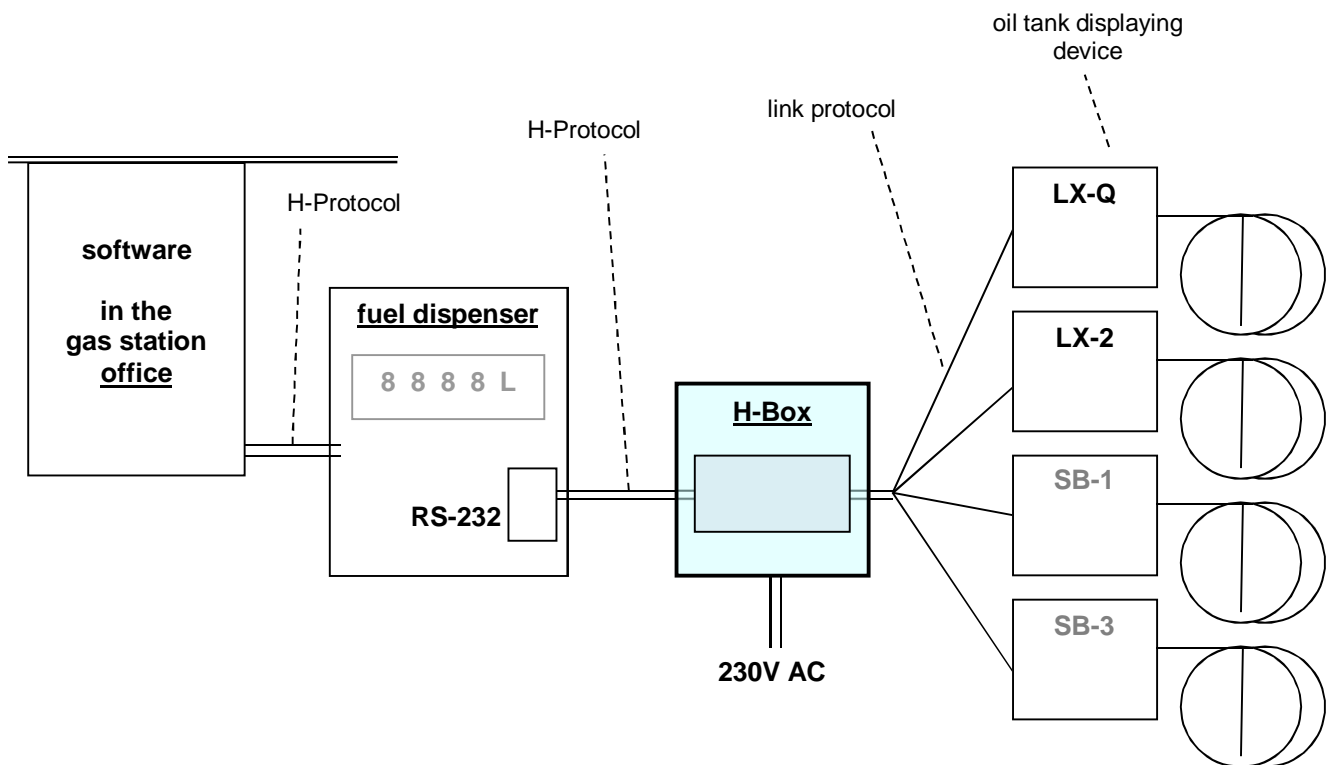 oil tank displaying
device
link protocol
H-Protocol
H-Protocol
software
in the
gas station
office
fuel dispenser
8 8 8 8 L
RS-232
H-Box
230V AC
LX-Q
LX-2
SB-1
SB-3